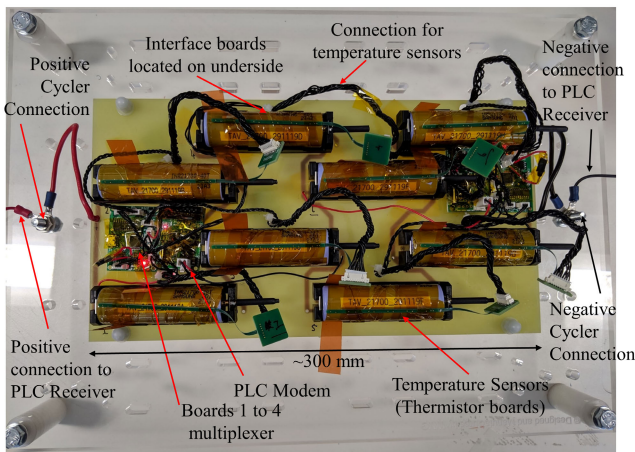 Interface boards
located on underside
Connection for
temperature sensors
Negative
connection
to PLC
Receiver
Positive
Cycler
Connection
TAV_21700_291119D
TAV_21700_291119F
Positive
connection to
PLC Receiver
~300 mm
PLC Modem
Boards 1 to 4
multiplexer
Temperature Sensors
(Thermistor boards)
Negative
Cycler
Connection